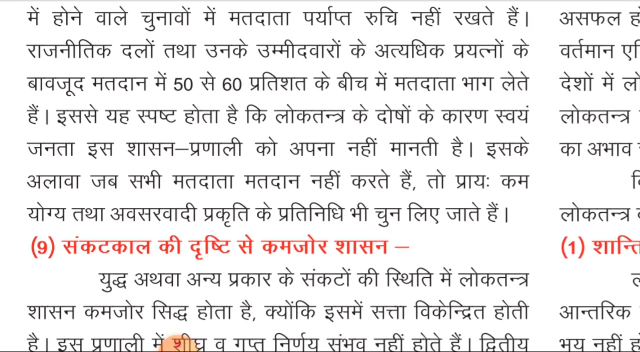 में होने वाले चुनावों में मतदाता पर्याप्त रुचि नहीं रखते हैं।
राजनीतिक दलों तथा उनके उम्मीदवारों के अत्यधिक प्रयत्नों के
बावजूद मतदान में 50 से 60 प्रतिशत के बीच में मतदाता भाग लेते
हैं। इससे यह स्पष्ट होता है कि लोकतन्त्र के दोषों के कारण स्वयं
जनता इस शासन–प्रणाली को अपना नहीं मानती है। इसके
अलावा जब सभी मतदाता मतदान नहीं करते हैं, तो प्रायः कम
योग्य तथा अवसरवादी प्रकृति के प्रतिनिधि भी चुन लिए जाते हैं।
(9) संकटकाल की दृष्टि से कमजोर शासन –
युद्ध अथवा अन्य प्रकार के संकटों की स्थिति में लोकतन्त्र
शासन कमजोर सिद्ध होता है, क्योंकि इसमें सत्ता विकेन्द्रित होती
है। इस प्रणाली में शीघ्र व गुप्त निर्णय संभव नहीं होते हैं। द्वितीय
असफल
वर्तमान
देशों में
लोकतन्त्र
का अभाव
लोकतन्त्र
(1) शान्ति
आन्तरिक
भय नहीं